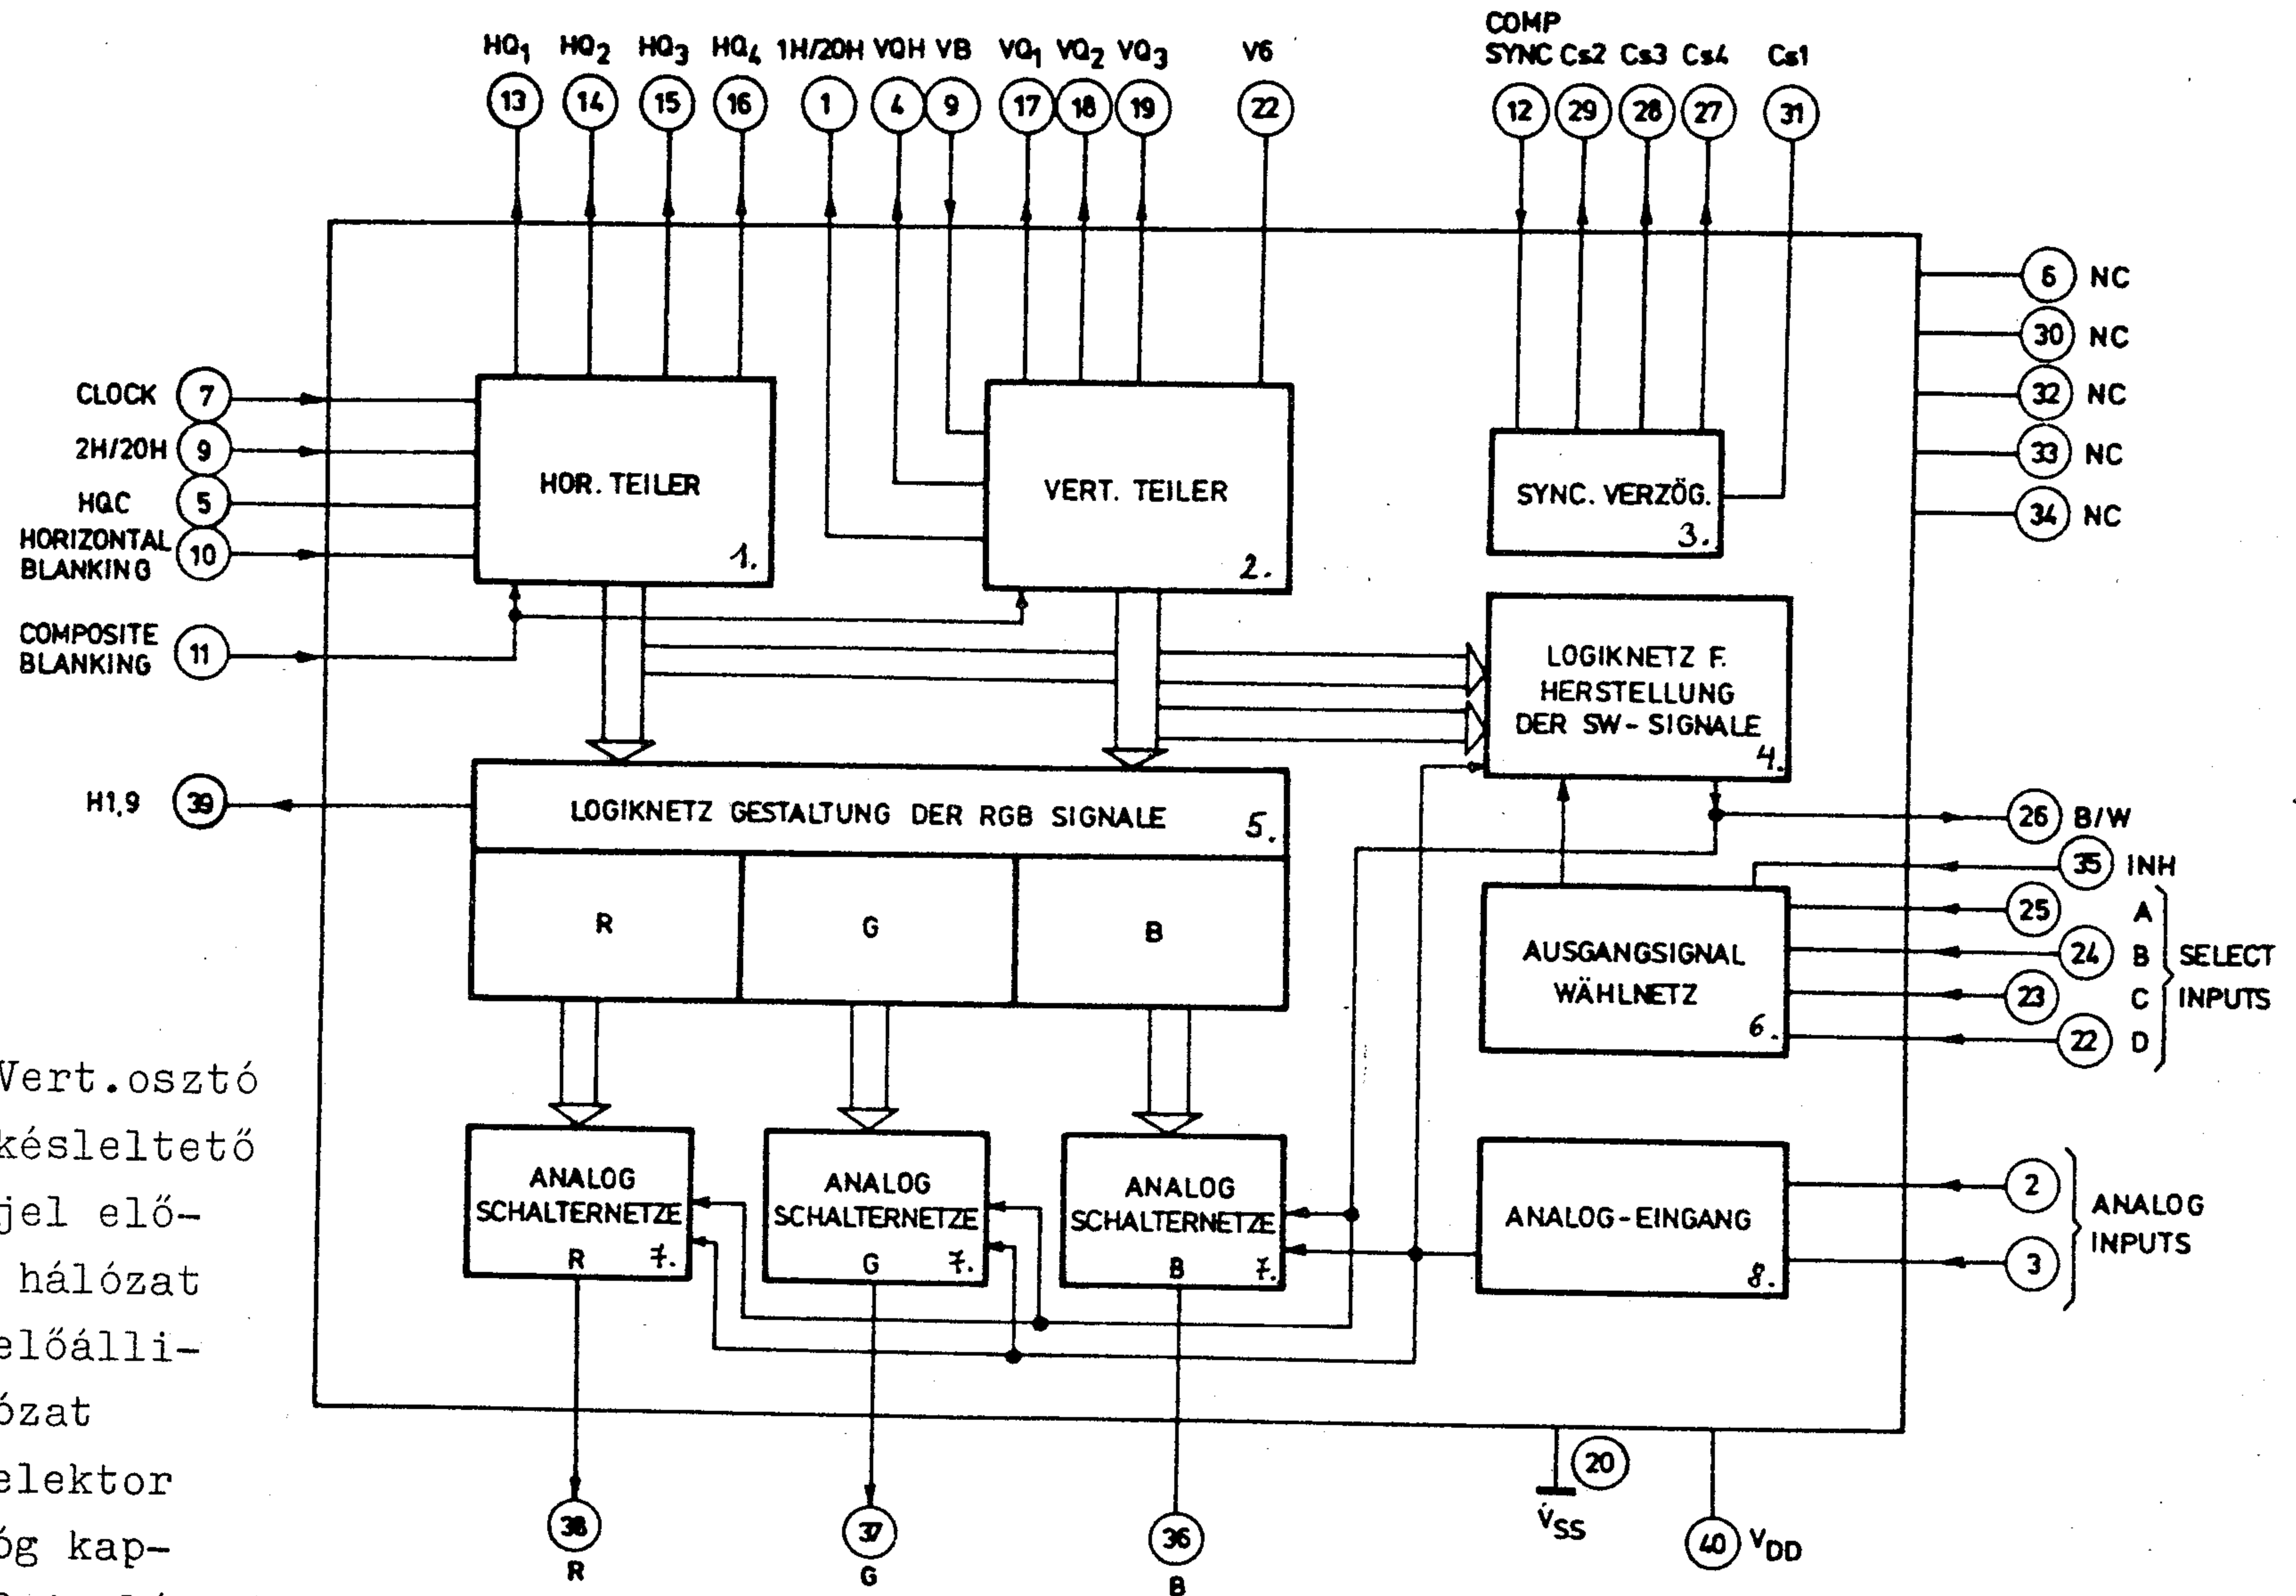 COMP
HQ1 HQ2 HQ3 HQ4 1H/20H VQH VB VQ1 VQ2 VQ3 V6 SYNC Cs2 Cs3 Cs4 Cs1
13 14 15 16 1 4 9 17 18 19 22 12 29 28 27 31
6 NC
30 NC
32 NC
33 NC
34 NC
CLOCK 7
2H/20H 9
HQC 5
HORIZONTAL
BLANKING 10
COMPOSITE
BLANKING 11
HOR. TEILER
1.
VERT. TEILER
2.
SYNC. VERZÖG.
3.
LOGIKNETZ F.
HERSTELLUNG
DER SW-SIGNALE
4.
H1,9 39
LOGIKNETZ GESTALTUNG DER RGB SIGNALE
5.
R G B
26 B/W
35 INH
25 A
24 B
23 C
22 D
SELECT
INPUTS
AUSGANGSIGNAL
WÄHLNETZ
6.
ANALOG
SCHALTERNETZE
R 7.
ANALOG
SCHALTERNETZE
G 7.
ANALOG
SCHALTERNETZE
B 7.
ANALOG-EINGANG
8.
2
3
ANALOG
INPUTS
38
R
37
G
36
B
20
VSS
40 VDD
Vert.osztó
késleltető
jel elő-
hálózat
előálli-
ózat
elektor
óg kap-